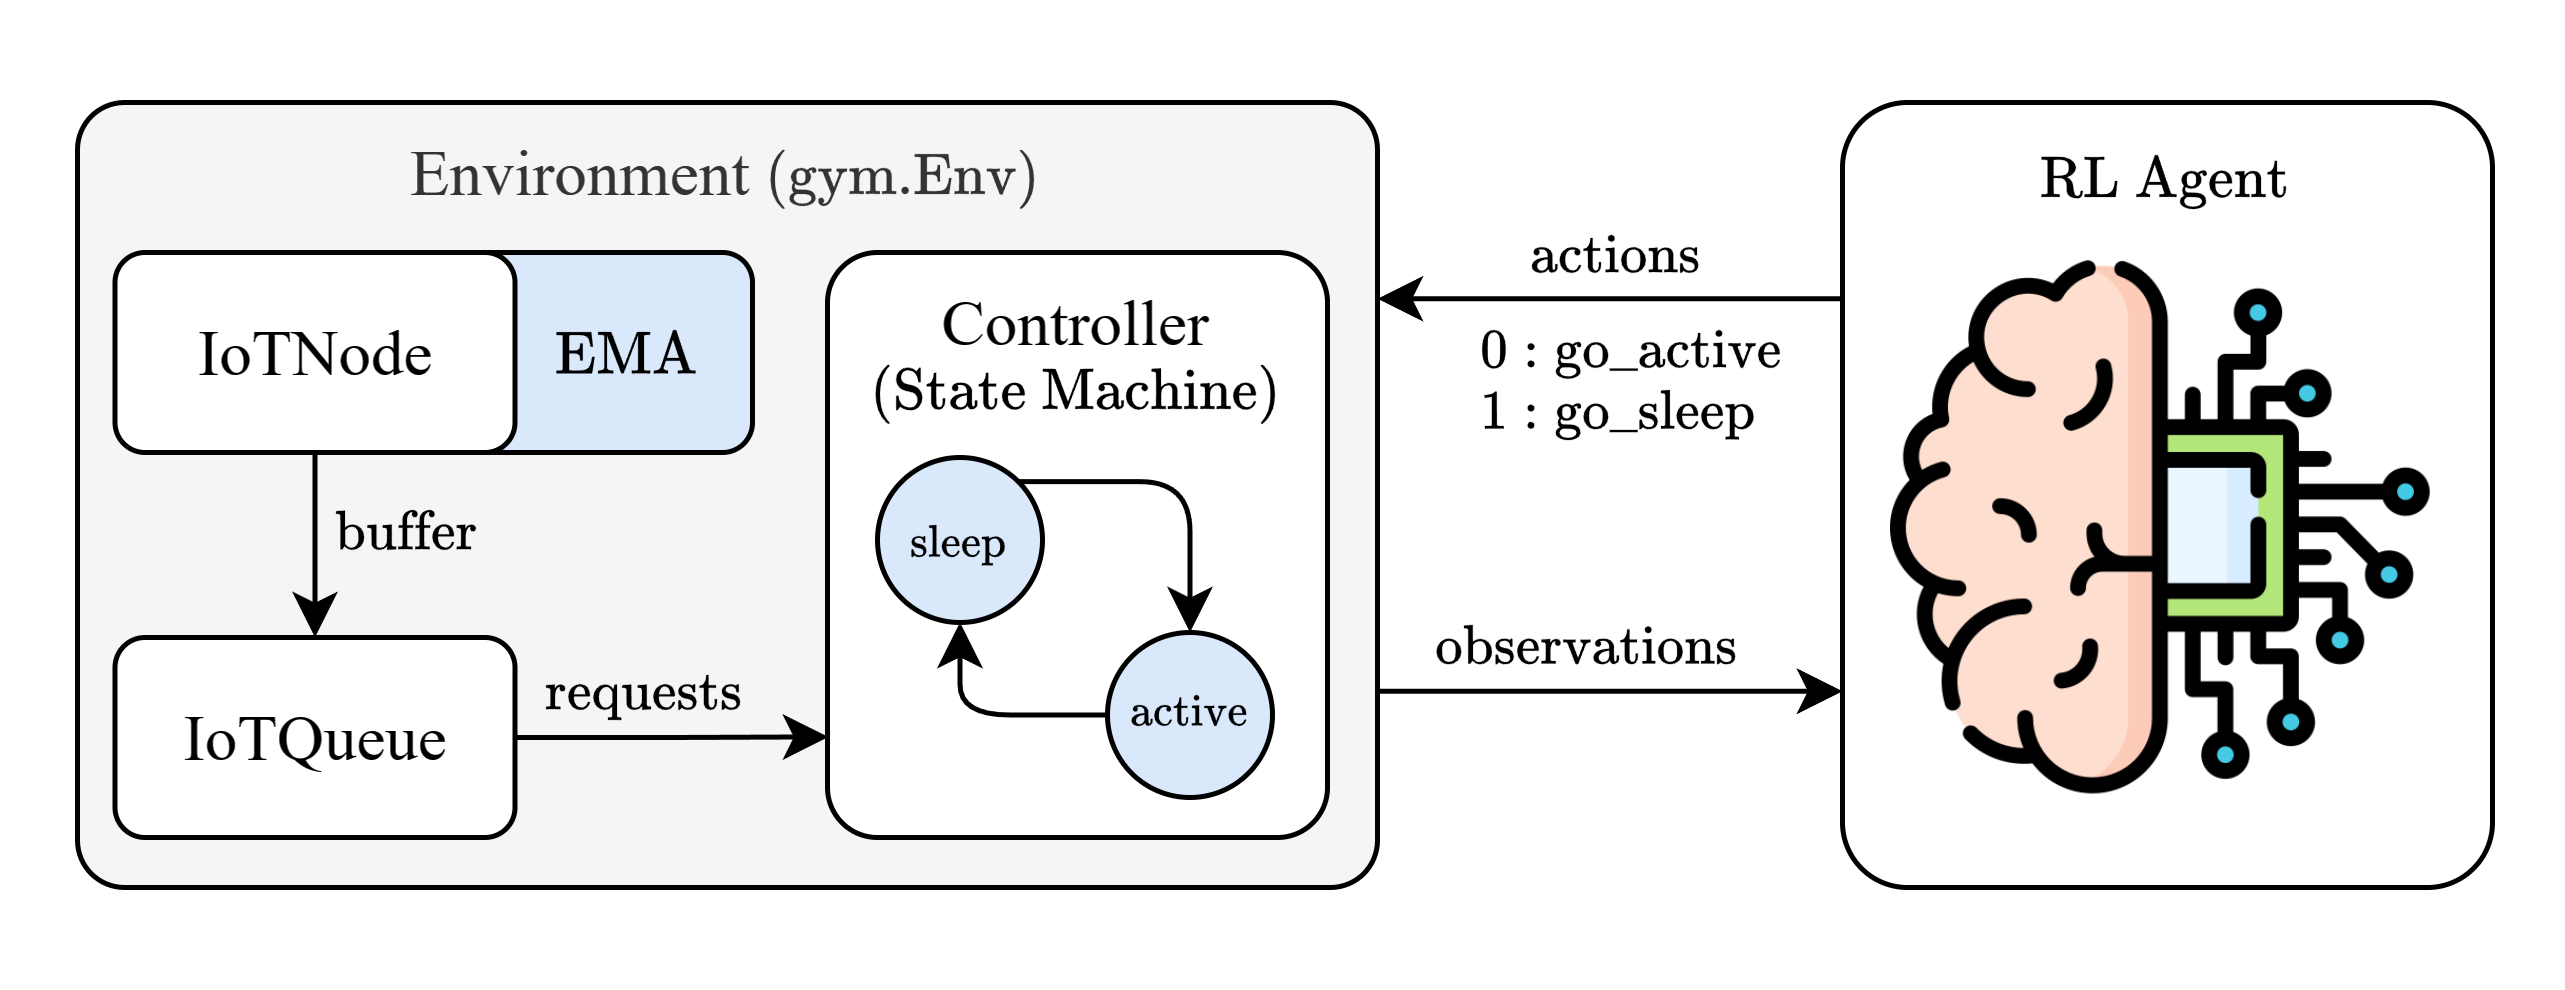 Environment (gym.Env)
IoTNode
EMA
buffer
IoTQueue
requests
Controller
(State Machine)
sleep
active
actions
0 : go_active
1 : go_sleep
observations
RL Agent